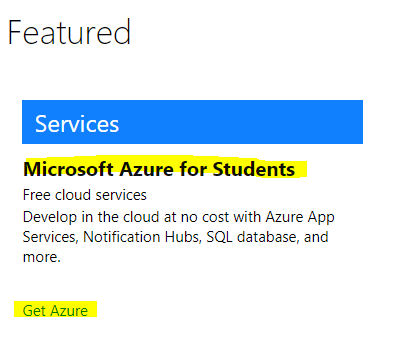 Featured
Services
Microsoft Azure for Students
Free cloud services
Develop in the cloud at no cost with Azure App
Services, Notification Hubs, SQL database, and
more.
Get Azure